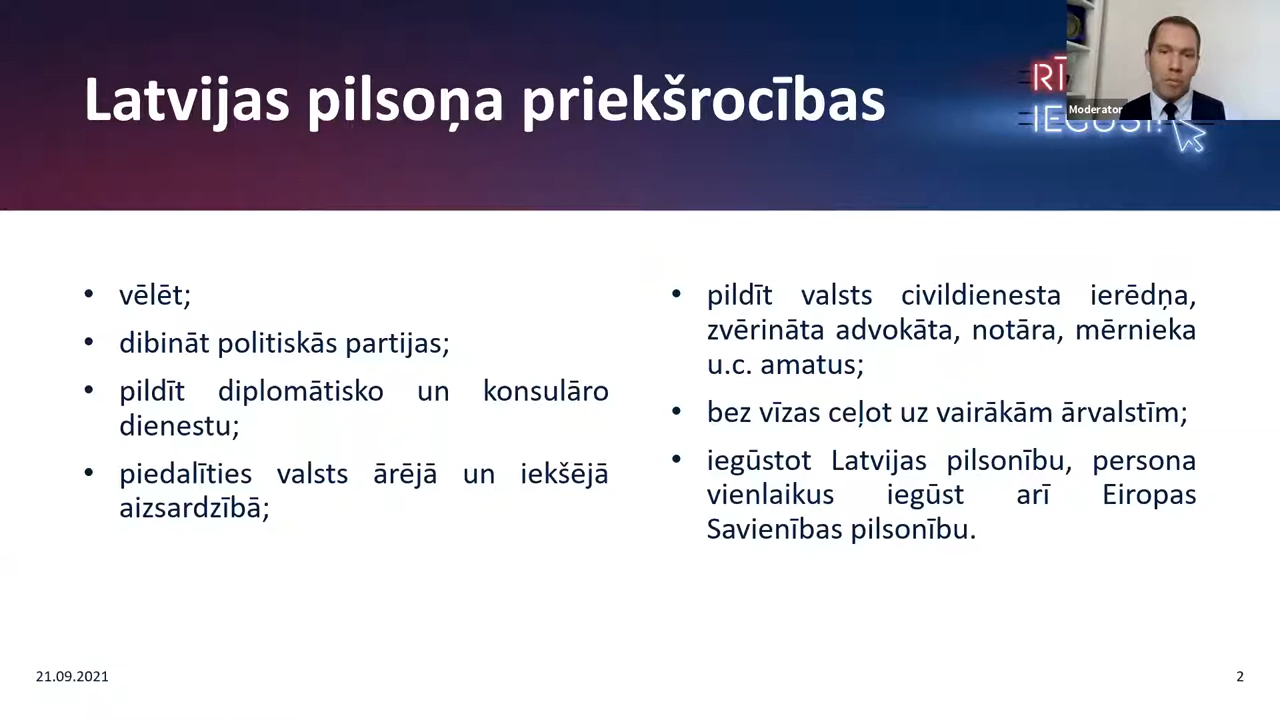 Latvijas pilsoņa priekšrocības
Moderator
• vēlēt;
• dibināt politiskās partijas;
• pildīt diplomātisko un konsulāro
dienestu;
• piedalīties valsts ārējā un iekšējā
aizsardzībā;
• pildīt valsts civildienesta ierēdņa,
zvērināta advokāta, notāra, mērnieka
u.c. amatus;
• bez vīzas ceļot uz vairākām ārvalstīm;
• iegūstot Latvijas pilsonību, persona
vienlaikus iegūst arī Eiropas
Savienības pilsonību.
21.09.2021
2